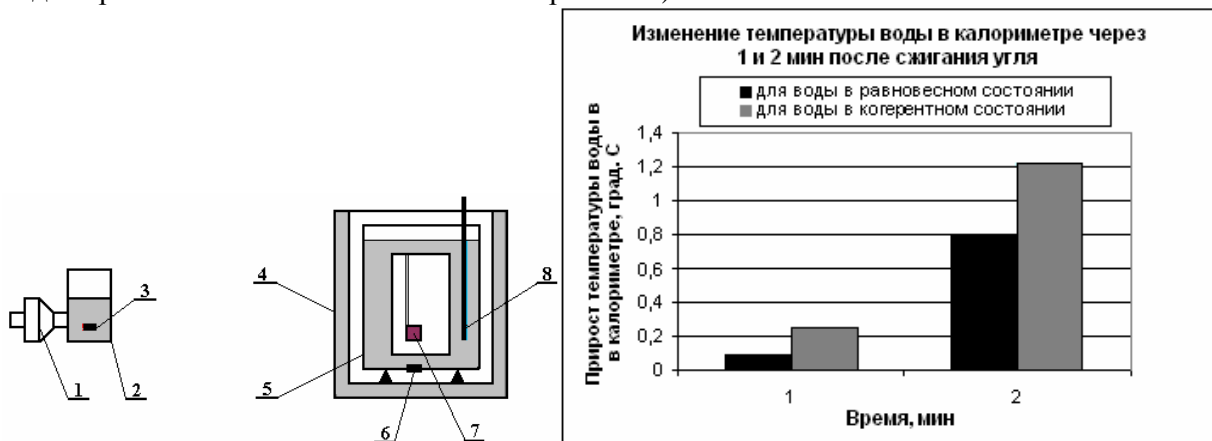 Изменение температуры воды в калориметре через
1 и 2 мин после сжигания угля
для воды в равновесном состоянии
для воды в когерентном состоянии
Прирост температуры воды в
в калориметре, град. С
1,4
1,2
1
0,8
0,6
0,4
0,2
0
1
2
Время, мин
1
2
3
4
5
6
7
8